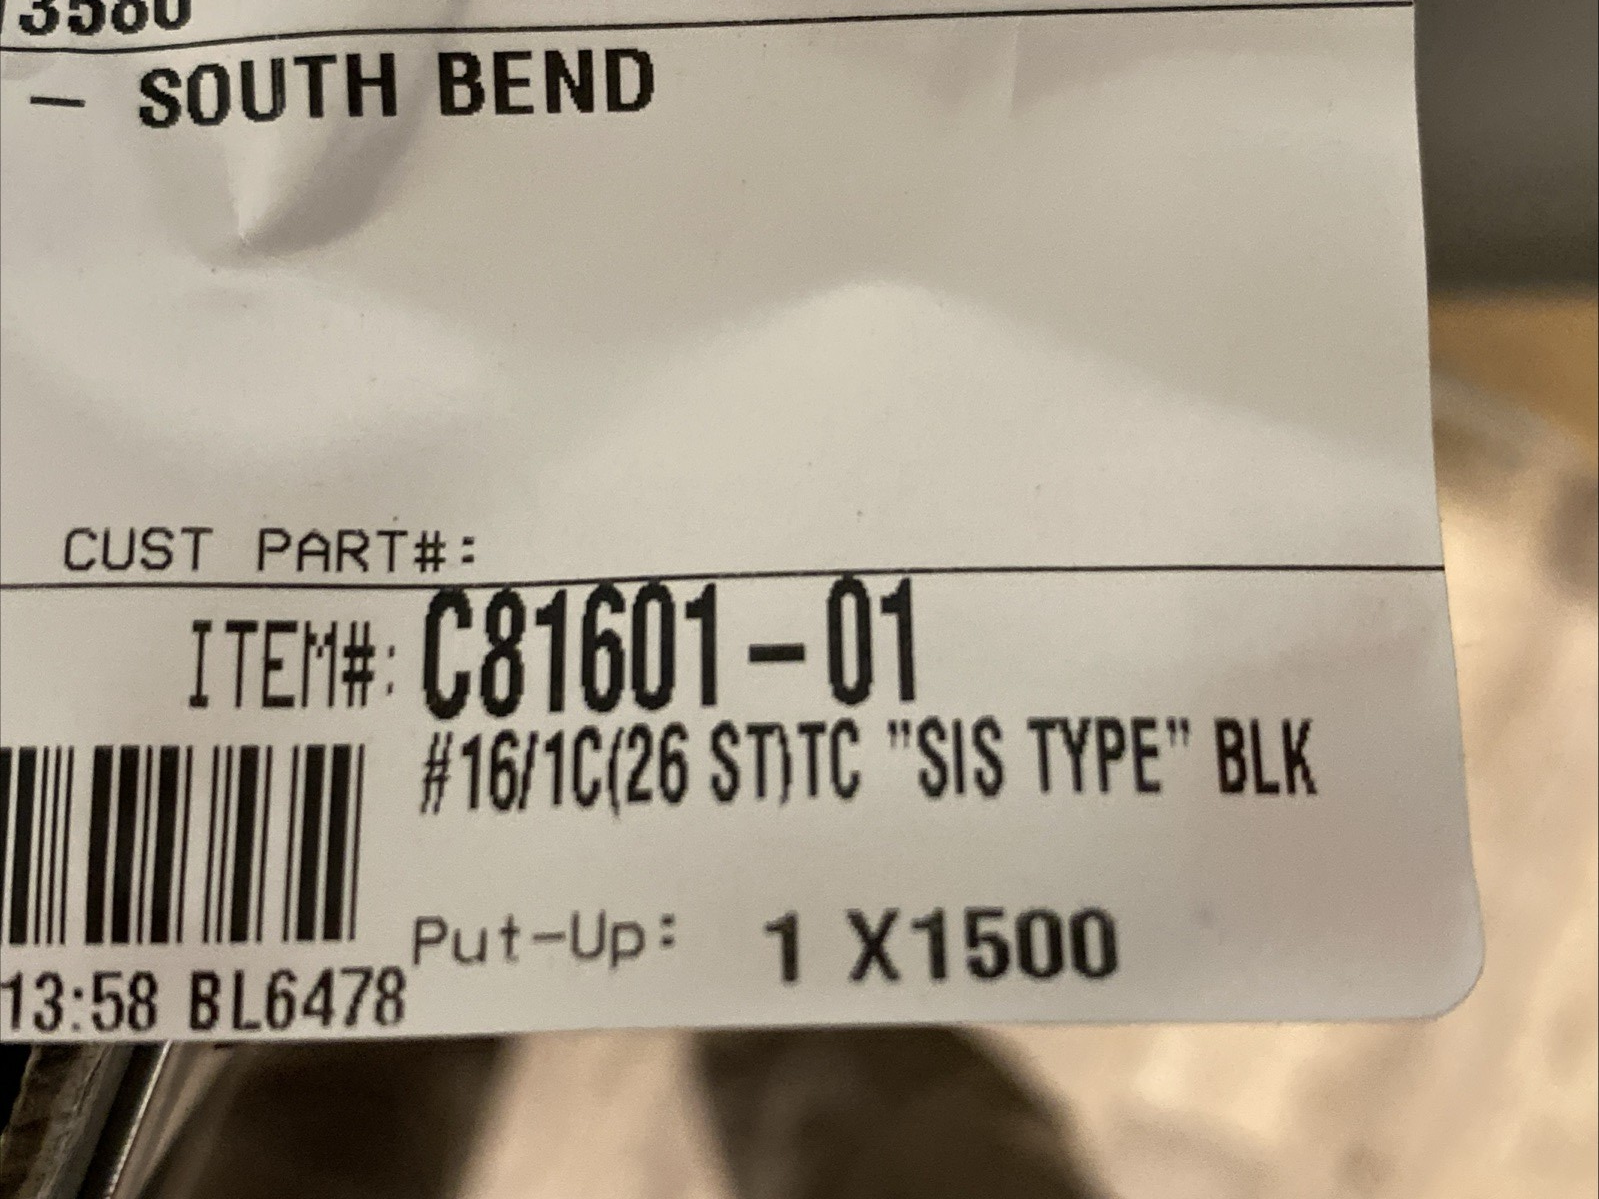 3580
- SOUTH BEND
CUST PART#:
ITEM#: C81601-01
#16/1C(26 ST)TC "SIS TYPE" BLK
Put-Up: 1 X1500
13:58 BL6478